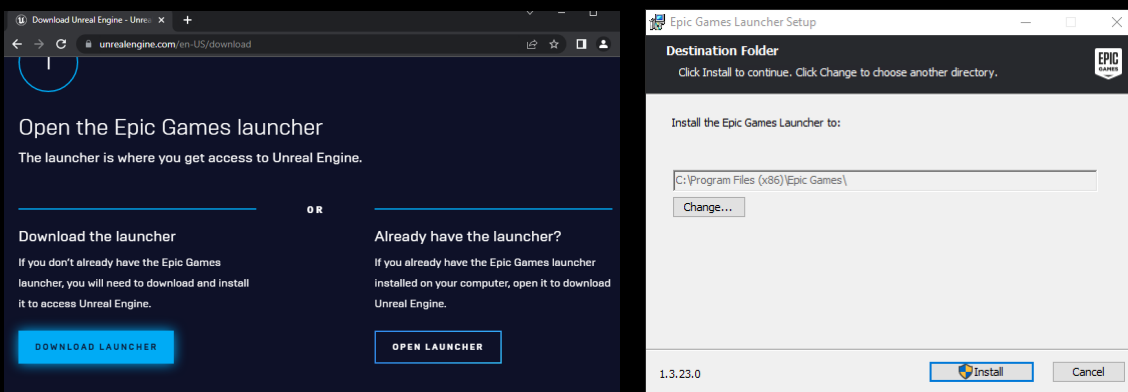 Download Unreal Engine - Unrea
unrealengine.com/en-US/download
1
Open the Epic Games launcher
The launcher is where you get access to Unreal Engine.
OR
Download the launcher
If you don't already have the Epic Games
launcher, you will need to download and install
it to access Unreal Engine.
DOWNLOAD LAUNCHER
Already have the launcher?
If you already have the Epic Games launcher
installed on your computer, open it to download
Unreal Engine.
OPEN LAUNCHER
Epic Games Launcher Setup
Destination Folder
Click Install to continue. Click Change to choose another directory.
EPIC
GAMES
Install the Epic Games Launcher to:
C:\Program Files (x86)\Epic Games\
Change...
1.3.23.0
Install
Cancel